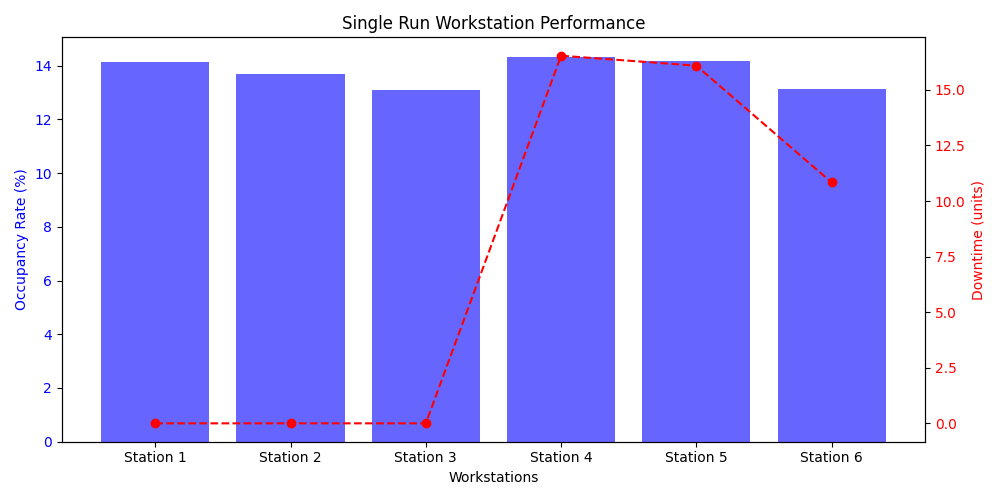 Single Run Workstation Performance
14
12
10
8
6
4
2
0
Occupancy Rate (%)
15.0
12.5
10.0
7.5
5.0
2.5
0.0
Downtime (units)
Station 1
Station 2
Station 3
Station 4
Station 5
Station 6
Workstations